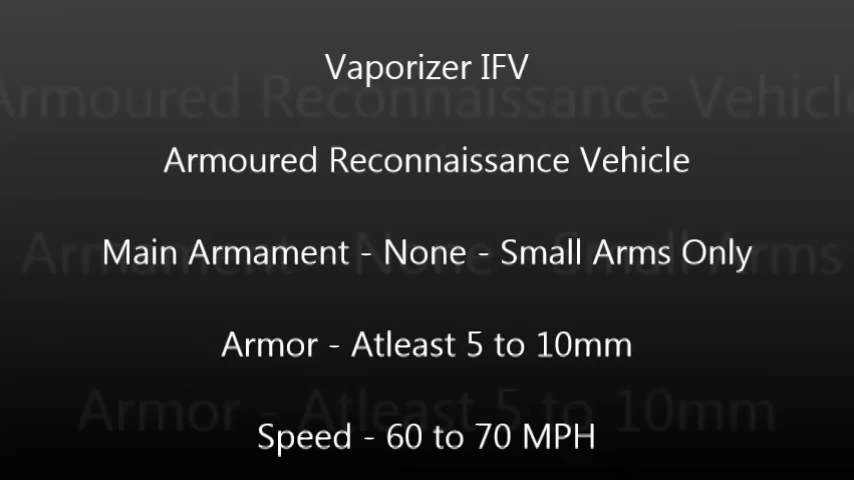 Vaporizer IFV
Armoured Reconnaissance Vehicle
Main Armament - None - Small Arms Only
Armor - Atleast 5 to 10mm
Speed - 60 to 70 MPH